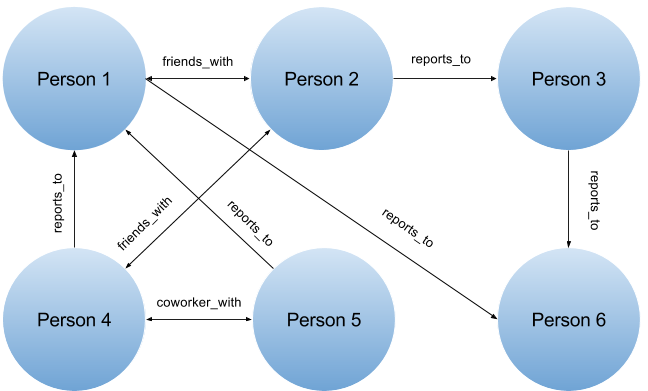 friends_with
reports_to
Person 1
Person 2
Person 3
reports_to
friends_with
reports_to
reports_to
reports_to
coworker_with
Person 4
Person 5
Person 6